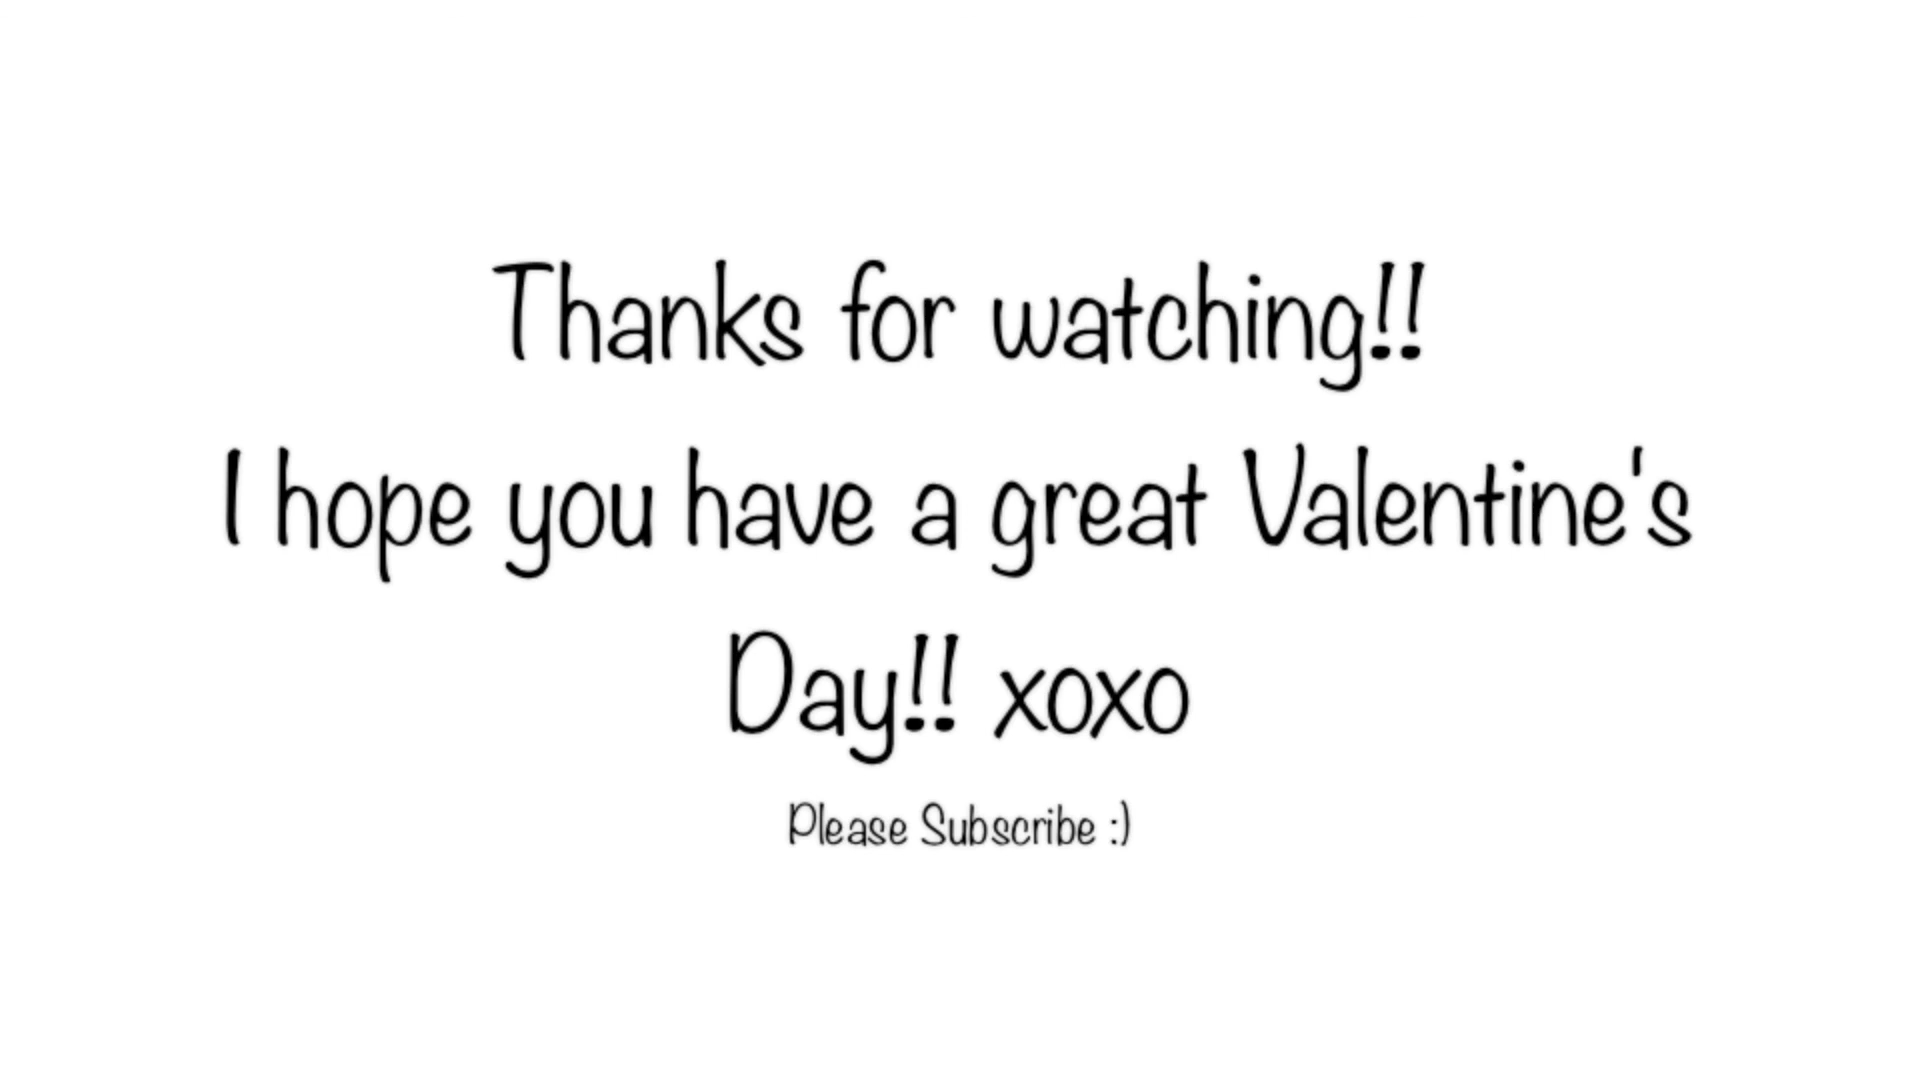 Thanks for watching!!
I hope you have a great Valentine's
Day!! xoxo
Please Subscribe :)